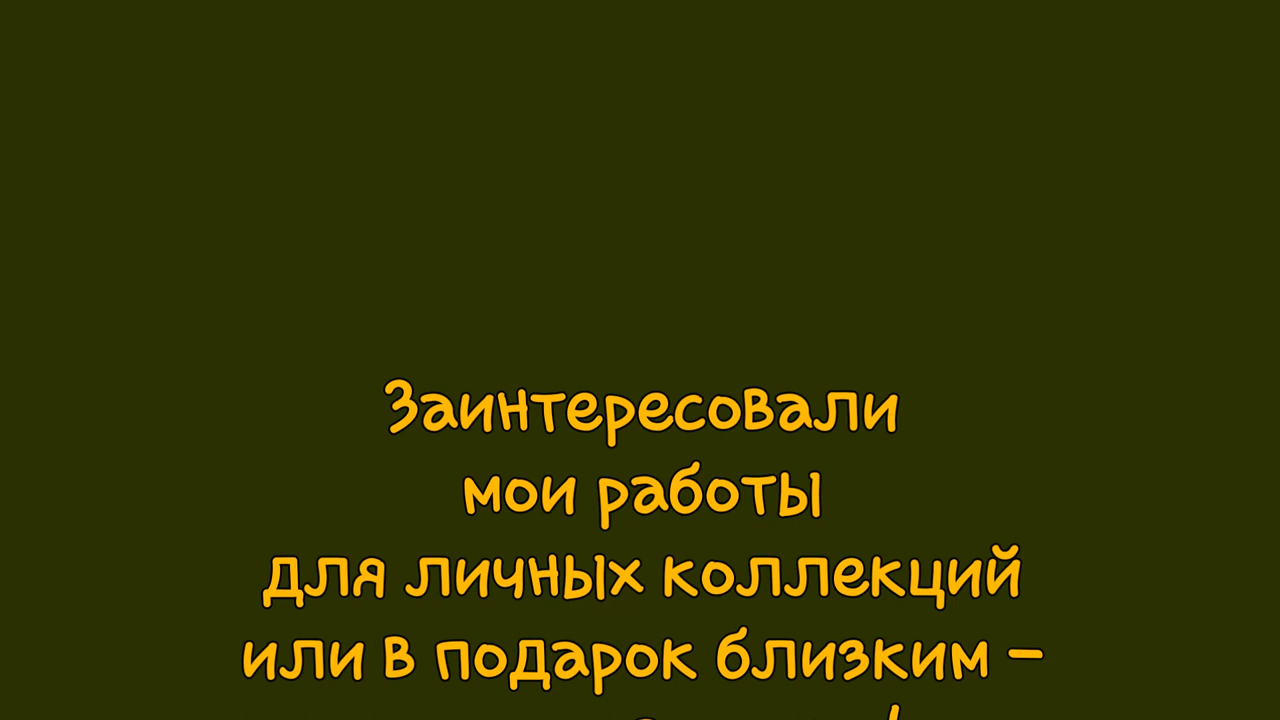 Заинтересовали
мои работы
для личных коллекций
или в подарок близким –